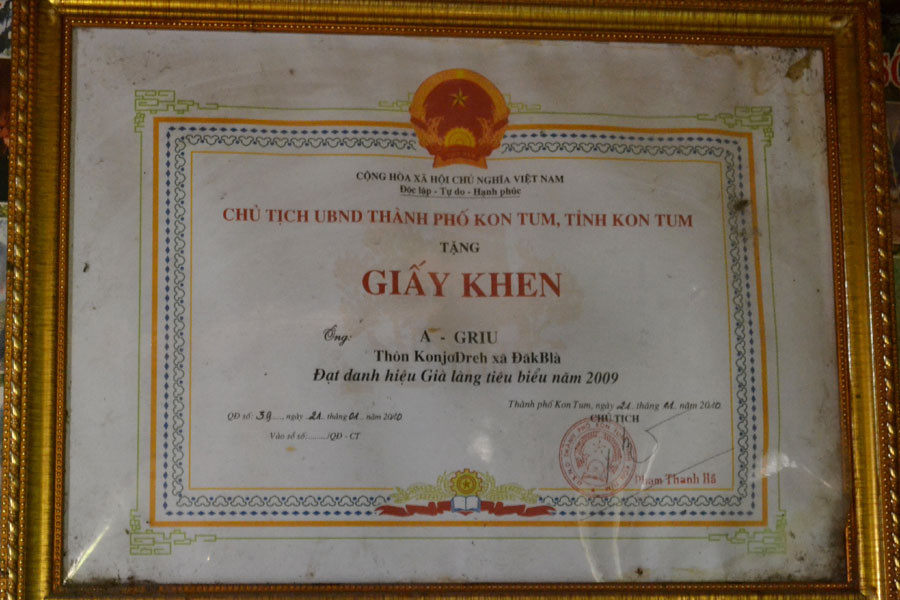 CỘNG HÒA XÃ HỘI CHỦ NGHĨA VIỆT NAM
Độc lập - Tự do - Hạnh phúc
CHỦ TỊCH UBND THÀNH PHỐ KON TUM, TỈNH KON TUM
TẶNG
GIẤY KHEN
Ông: A - GRIU
Thôn KonjơDreh xã ĐăkBlà
Đạt danh hiệu Già làng tiêu biểu năm 2009
Thành phố Kon Tum, ngày 21. tháng 01. năm 2010
QĐ số: 39....., ngày .21. tháng 01. năm 2010
CHỦ TỊCH
Vào sổ số:........./QĐ - CT
Phạm Thanh Hà